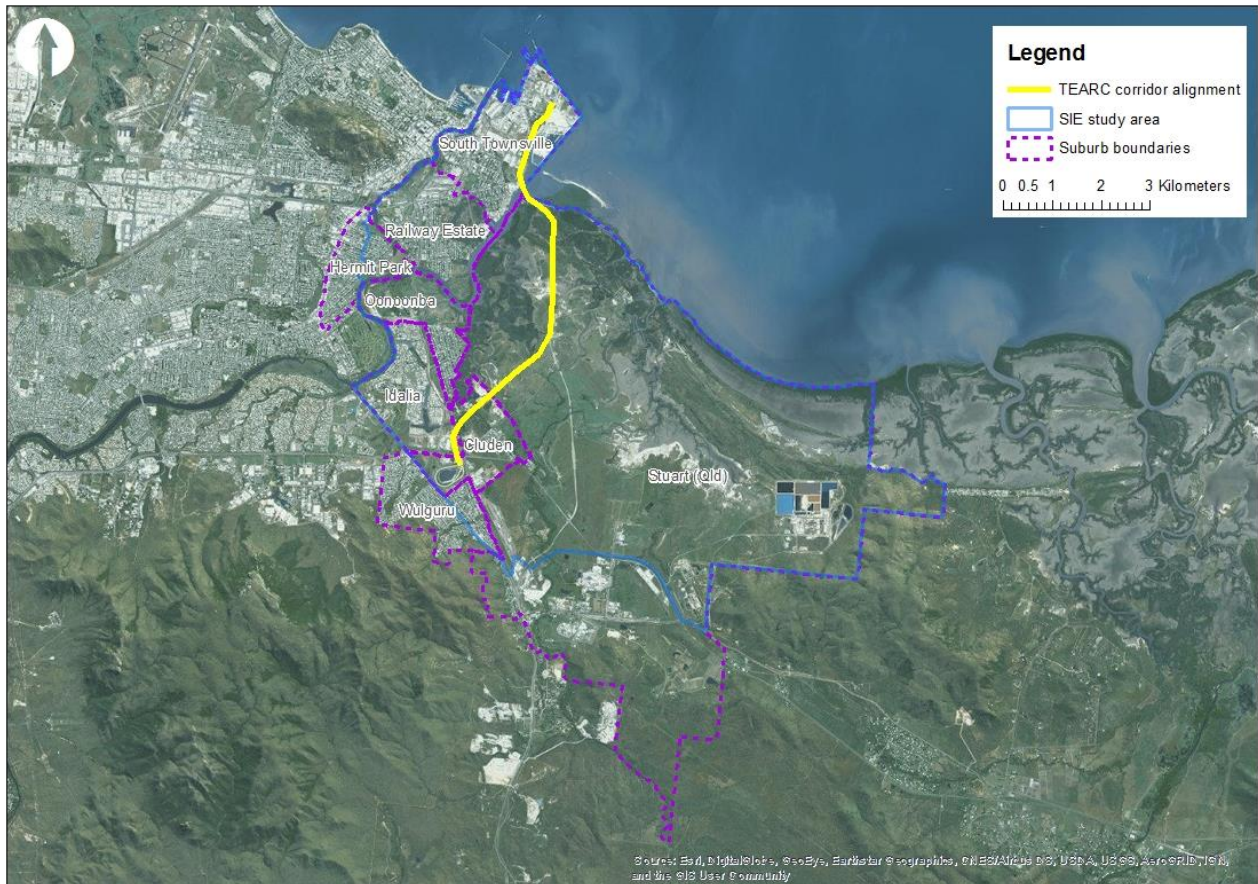 Legend
TEARC corridor alignment
SIE study area
Suburb boundaries
0 0.5 1 2 3 Kilometers
South Townsville
Railway Estate
Hermit Park
Oonoonba
Idalia
Cluden
Stuart (Qld)
Wulguru
Source: Esri, DigitalGlobe, GeoEye, Earthstar Geographics, CNES/Airbus DS, USDA, USGS, AeroGRID, IGN,
and the GIS User Community